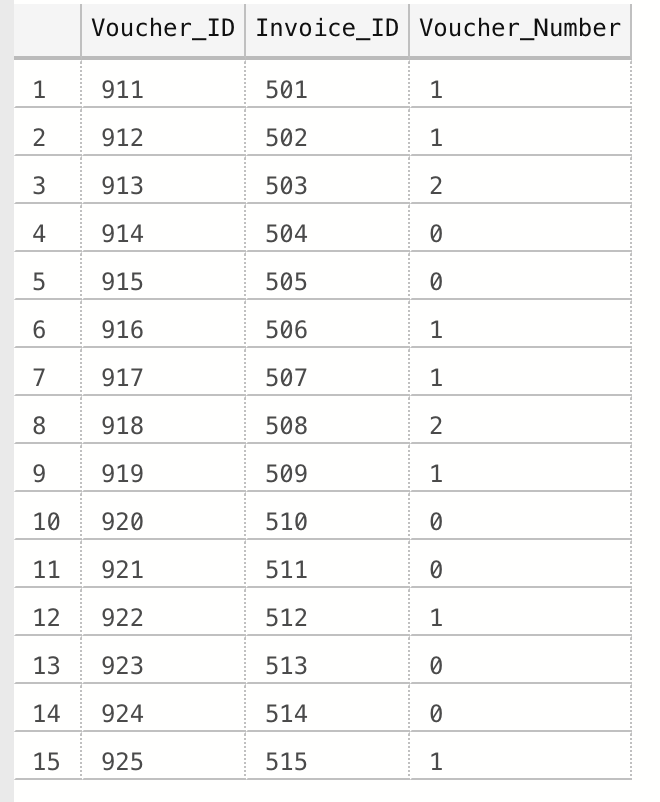 Voucher_ID Invoice_ID Voucher_Number
1 911 501 1
2 912 502 1
3 913 503 2
4 914 504 0
5 915 505 0
6 916 506 1
7 917 507 1
8 918 508 2
9 919 509 1
10 920 510 0
11 921 511 0
12 922 512 1
13 923 513 0
14 924 514 0
15 925 515 1